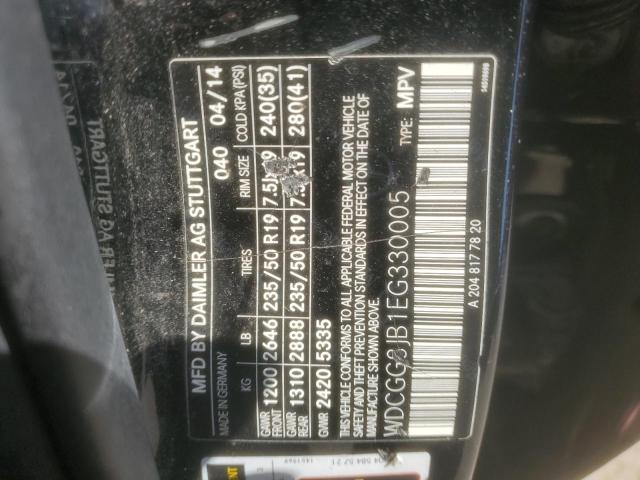 MFD BY DAIMLER AG STUTTGART
MADE IN GERMANY 040 04/14
KG LB TIRES RIM SIZE COLD KPA(PSI)
GAWR FRONT 1200 2646 235/50 R19 240(35)
GAWR REAR 1310 2888 235/50 R19 280(41)
GVWR 2420 5335
THIS VEHICLE CONFORMS TO ALL APPLICABLE FEDERAL MOTOR VEHICLE
SAFETY AND THEFT PREVENTION STANDARDS IN EFFECT ON THE DATE OF
MANUFACTURE SHOWN ABOVE.
WDCGG8JB1EG330005 TYPE: MPV
A 204 817 78 20